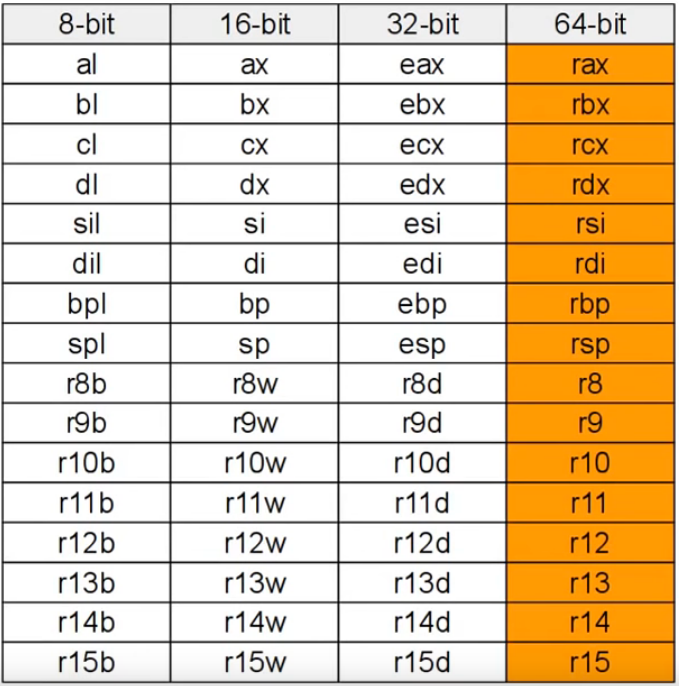 8-bit 16-bit 32-bit 64-bit
al ax eax rax
bl bx ebx rbx
cl cx ecx rcx
dl dx edx rdx
sil si esi rsi
dil di edi rdi
bpl bp ebp rbp
spl sp esp rsp
r8b r8w r8d r8
r9b r9w r9d r9
r10b r10w r10d r10
r11b r11w r11d r11
r12b r12w r12d r12
r13b r13w r13d r13
r14b r14w r14d r14
r15b r15w r15d r15